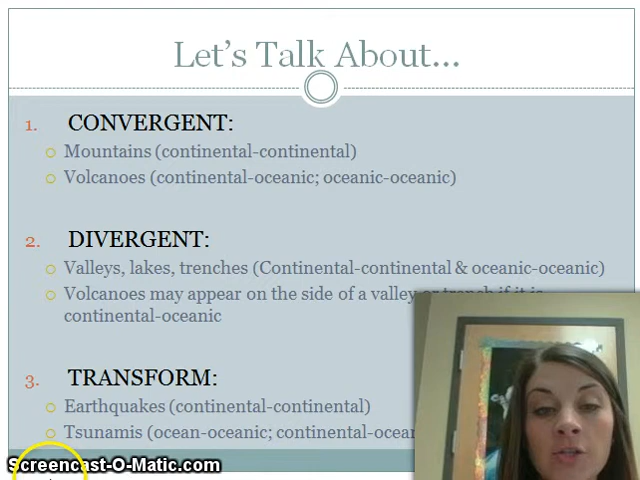 Let's Talk About...
1. CONVERGENT:
Mountains (continental-continental)
Volcanoes (continental-oceanic; oceanic-oceanic)
2. DIVERGENT:
Valleys, lakes, trenches (Continental-continental & oceanic-oceanic)
Volcanoes may appear on the side of a valley or trench if it is
continental-oceanic
3. TRANSFORM:
Earthquakes (continental-continental)
Tsunamis (ocean-oceanic;
Screencast-O-Matic.com